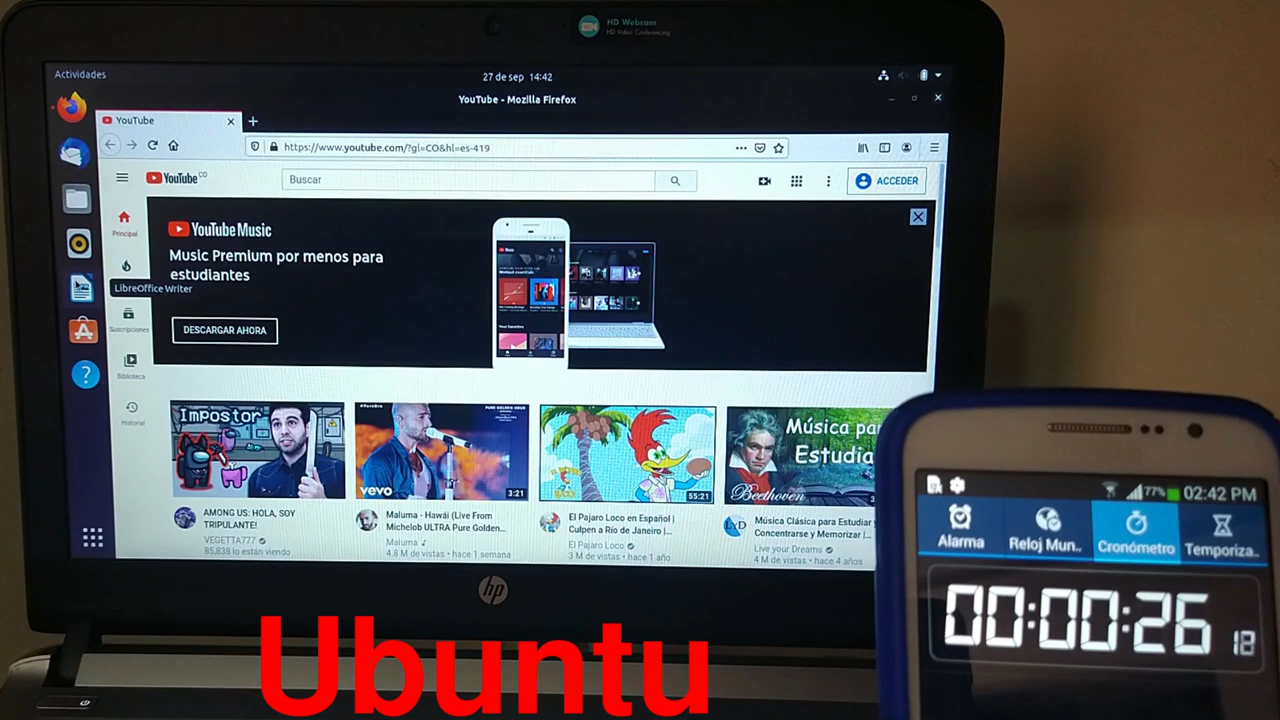 HD Webcam
HD Video Conferencing
Actividades
27 de sep 14:42
YouTube - Mozilla Firefox
YouTube
https://www.youtube.com/?gl=CO&hl=es-419
YouTube CO
Buscar
ACCEDER
Principal
YouTube Music
Music Premium por menos para
estudiantes
LibreOffice Writer
DESCARGAR AHORA
Suscripciones
Biblioteca
Historial
Impostor
vevo
3:21
55:21
Música para
Estudia
Beethoven
AMONG US: HOLA, SOY
TRIPULANTE!
VEGETTA777
85,838 lo están viendo
Maluma - Hawái (Live From
Michelob ULTRA Pure Golden...
Maluma
4.8 M de vistas • hace 1 semana
El Pajaro Loco en Español |
Culpen a Río de Janeiro |...
El Pajaro Loco
3 M de vistas • hace 1 año
LYD
Música Clásica para Estudiar y
Concentrarse y Memorizar |...
Live your Dreams
4 M de vistas • hace 4 años
hp
Ubuntu
77% 02:42 PM
Alarma
Reloj Mun..
Cronómetro
Temporiza..
00:00:26 18